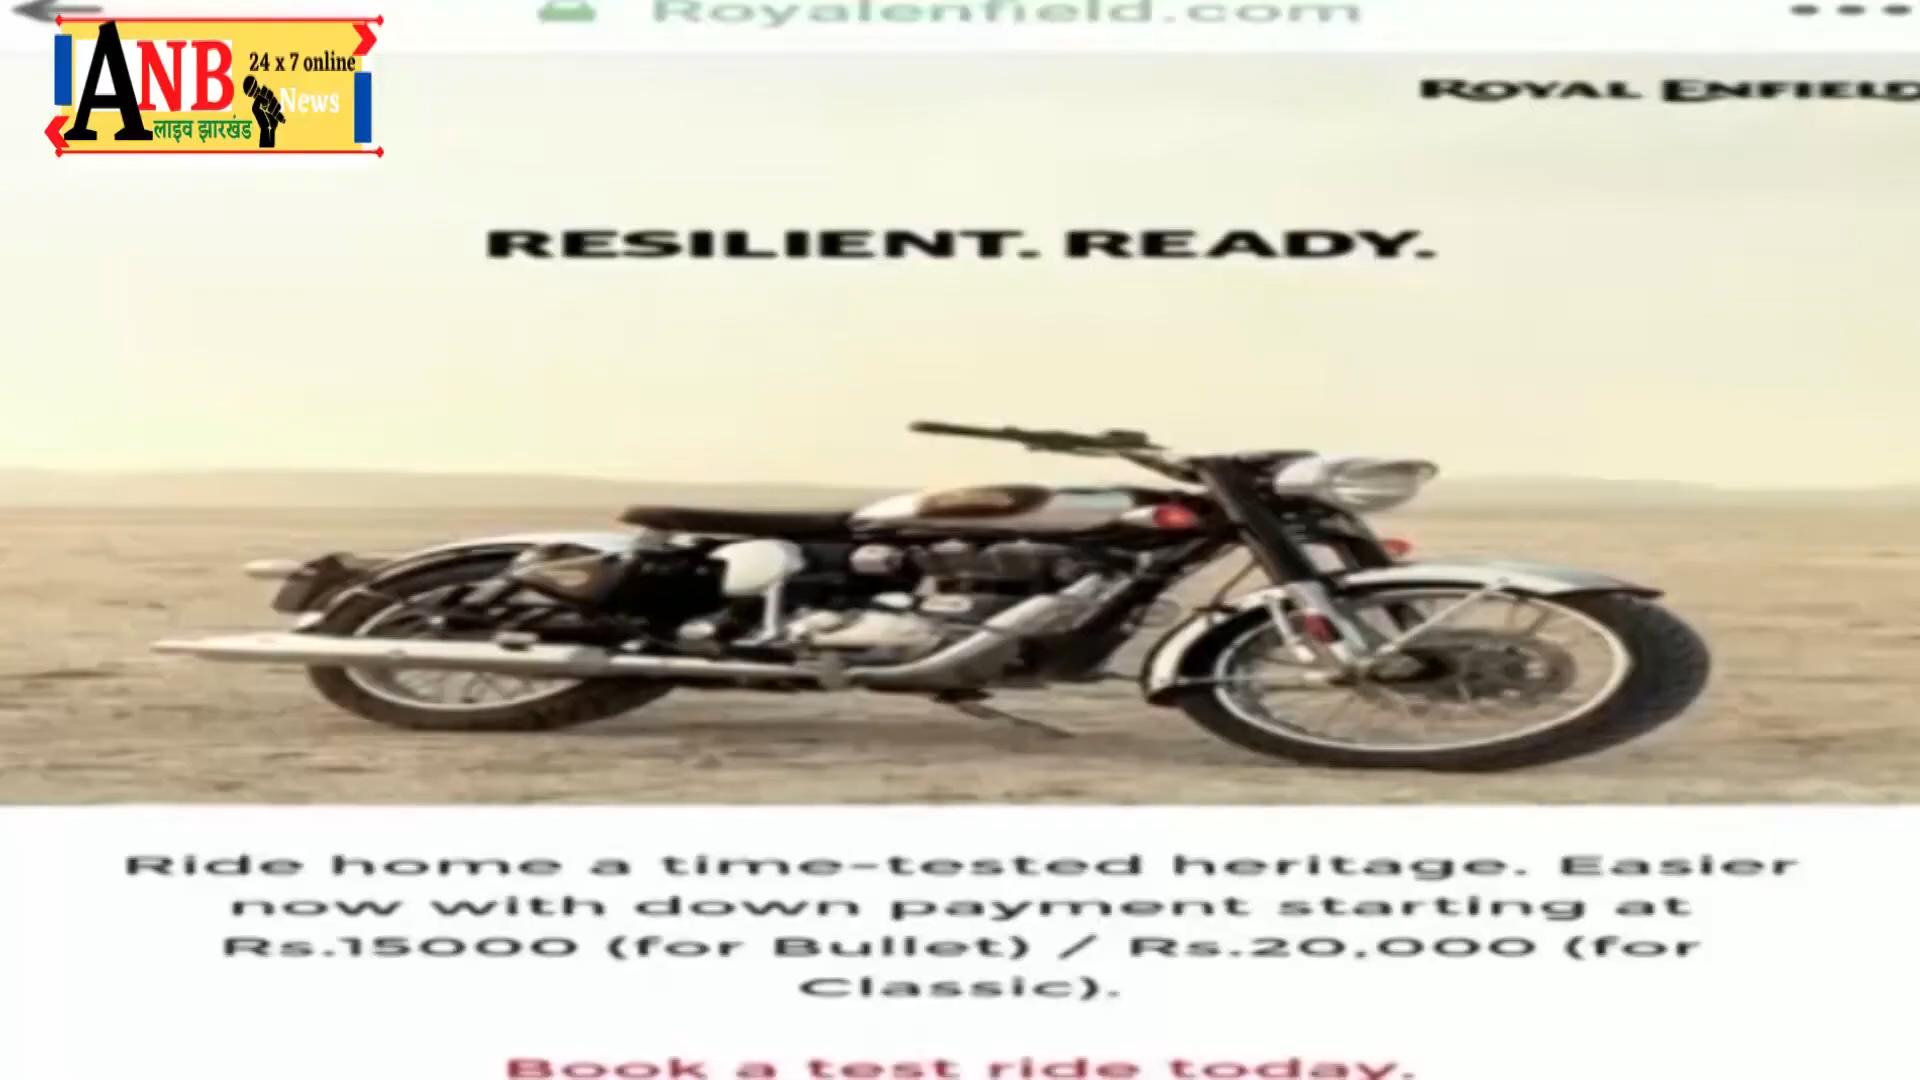 Royalenfield.com
ANB
24 x 7 online
News
लाइव झारखंड
ROYAL ENFIELD
RESILIENT. READY.
Ride home a time-tested heritage. Easier
now with down payment starting at
Rs.15000 (for Bullet) / Rs.20,000 (for
Classic).
Book a test ride today.